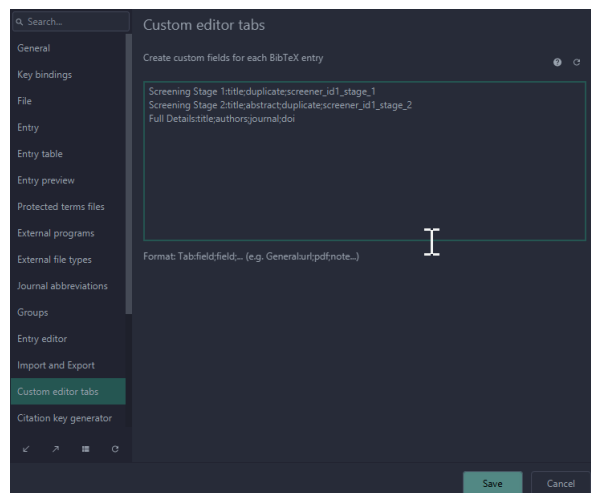 Search...
General
Key bindings
File
Entry
Entry table
Entry preview
Protected terms files
External programs
External file types
Journal abbreviations
Groups
Entry editor
Import and Export
Custom editor tabs
Citation key generator
Custom editor tabs
Create custom fields for each BibTeX entry
Screening Stage 1:title;duplicate;screener_id1_stage_1
Screening Stage 2:title;abstract;duplicate;screener_id1_stage_2
Full Details:title;authors;journal;doi
Format: Tab:field;field;... (e.g. General:url;pdf;note...)
Save
Cancel